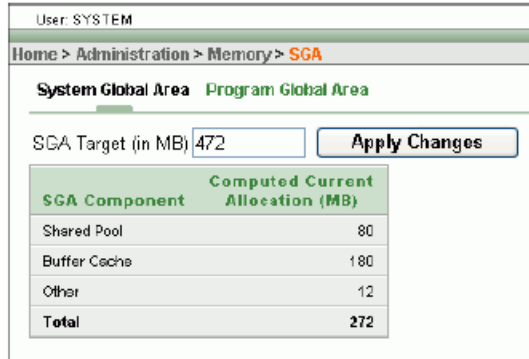 User: SYSTEM
Home > Administration > Memory > SGA
System Global Area Program Global Area
SGA Target (in MB) 472 Apply Changes
SGA Component Computed Current Allocation (MB)
Shared Pool 80
Buffer Cache 180
Other 12
Total 272